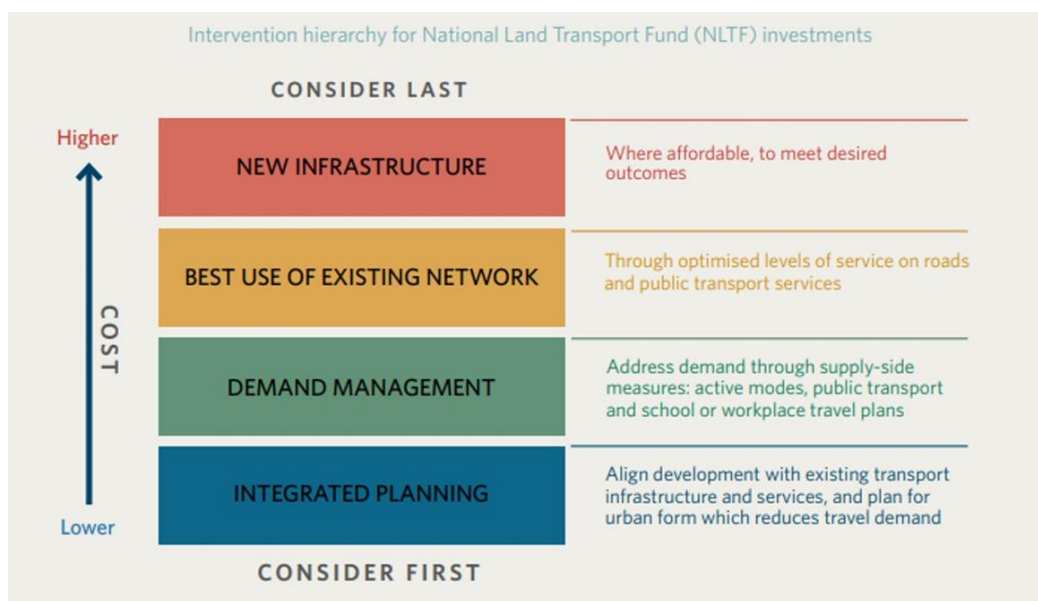 Intervention hierarchy for National Land Transport Fund (NLTF) investments
CONSIDER LAST
Higher
NEW INFRASTRUCTURE
Where affordable, to meet desired
outcomes
BEST USE OF EXISTING NETWORK
Through optimised levels of service on roads
and public transport services
COST
DEMAND MANAGEMENT
Address demand through supply-side
measures: active modes, public transport
and school or workplace travel plans
INTEGRATED PLANNING
Align development with existing transport
infrastructure and services, and plan for
urban form which reduces travel demand
Lower
CONSIDER FIRST